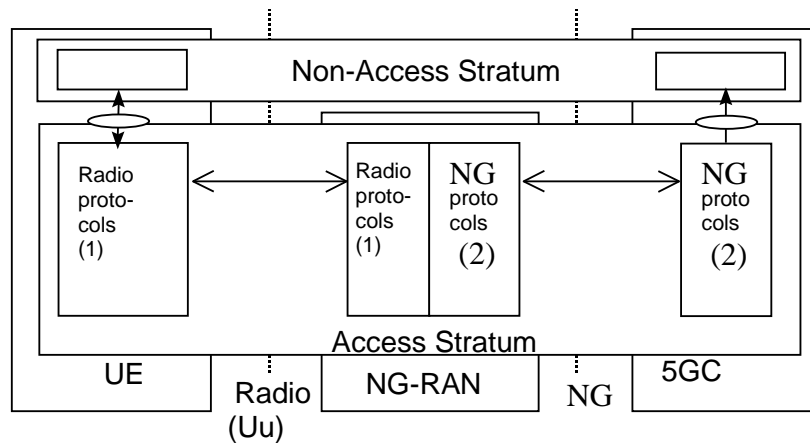 Non-Access Stratum
Radio
proto-
cols
(1)
Radio
proto-
cols
(1)
NG
proto
cols
(2)
NG
proto
cols
(2)
Access Stratum
UE
Radio
(Uu)
NG-RAN
NG
5GC